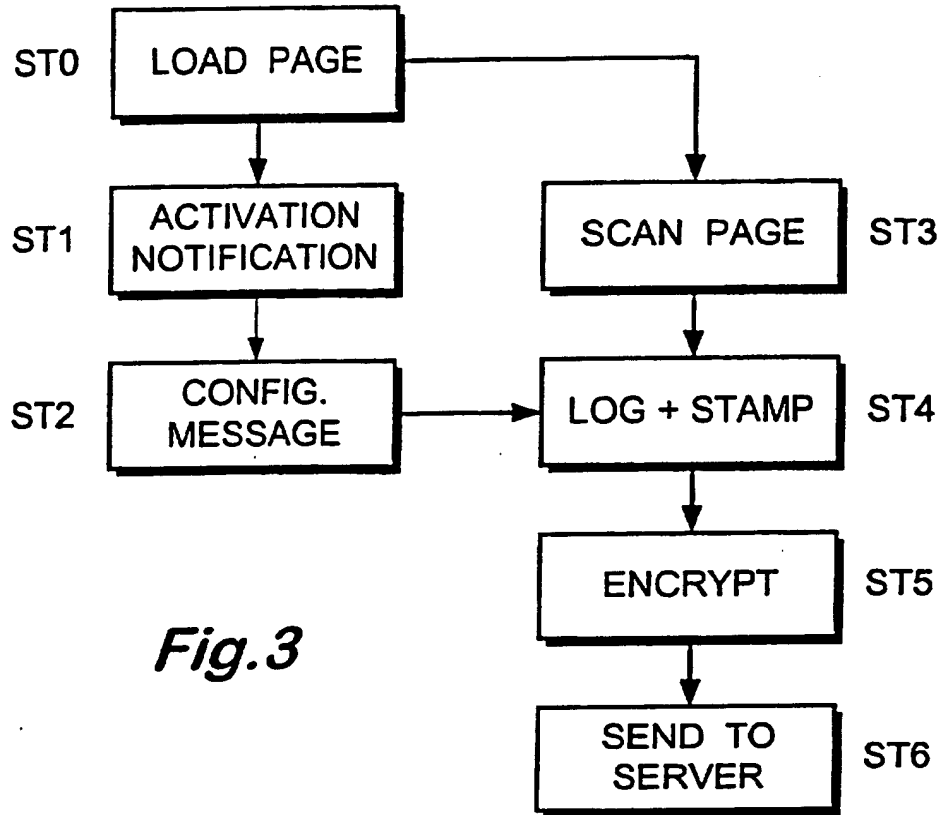 ST0
LOAD PAGE
ST1
ACTIVATION
NOTIFICATION
SCAN PAGE
ST3
ST2
CONFIG.
MESSAGE
LOG + STAMP
ST4
ENCRYPT
ST5
Fig.3
SEND TO
SERVER
ST6